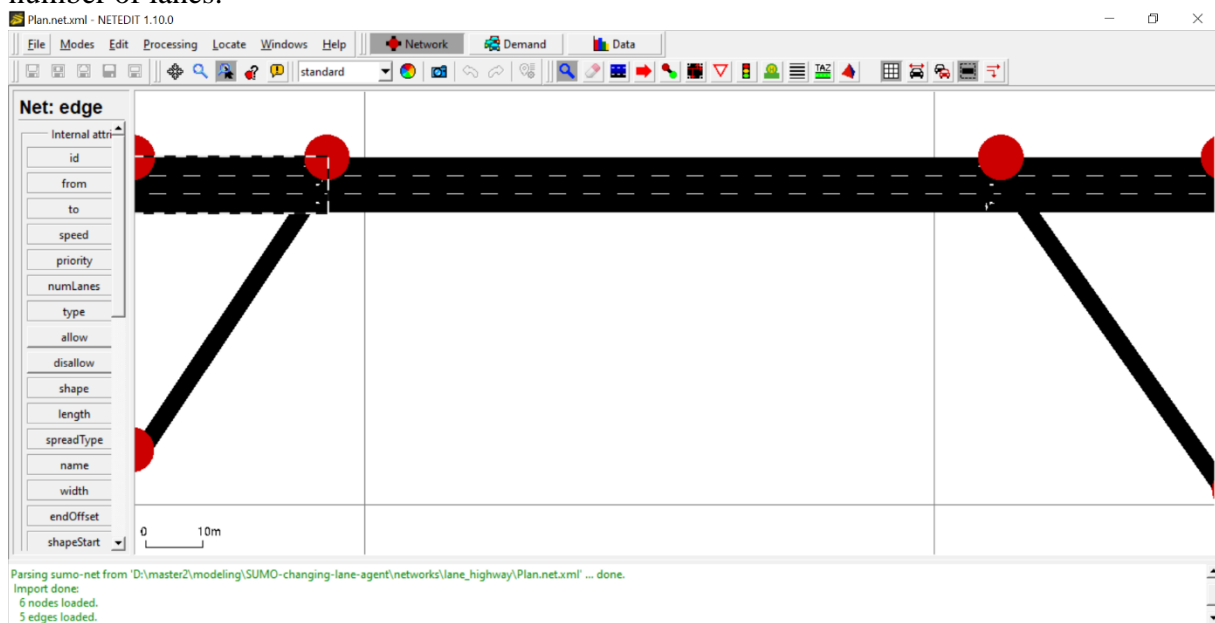 number of lanes.
Plan.net.xml - NETEDIT 1.10.0
File Modes Edit Processing Locate Windows Help Network Demand Data
standard TAZ
Net: edge
Internal attri
id
from
to
speed
priority
numLanes
type
allow
disallow
shape
length
spreadType
name
width
endOffset
shapeStart
0 10m
Parsing sumo-net from 'D:\master2\modeling\SUMO-changing-lane-agent\networks\lane_highway\Plan.net.xml' ... done.
Import done:
6 nodes loaded.
5 edges loaded.